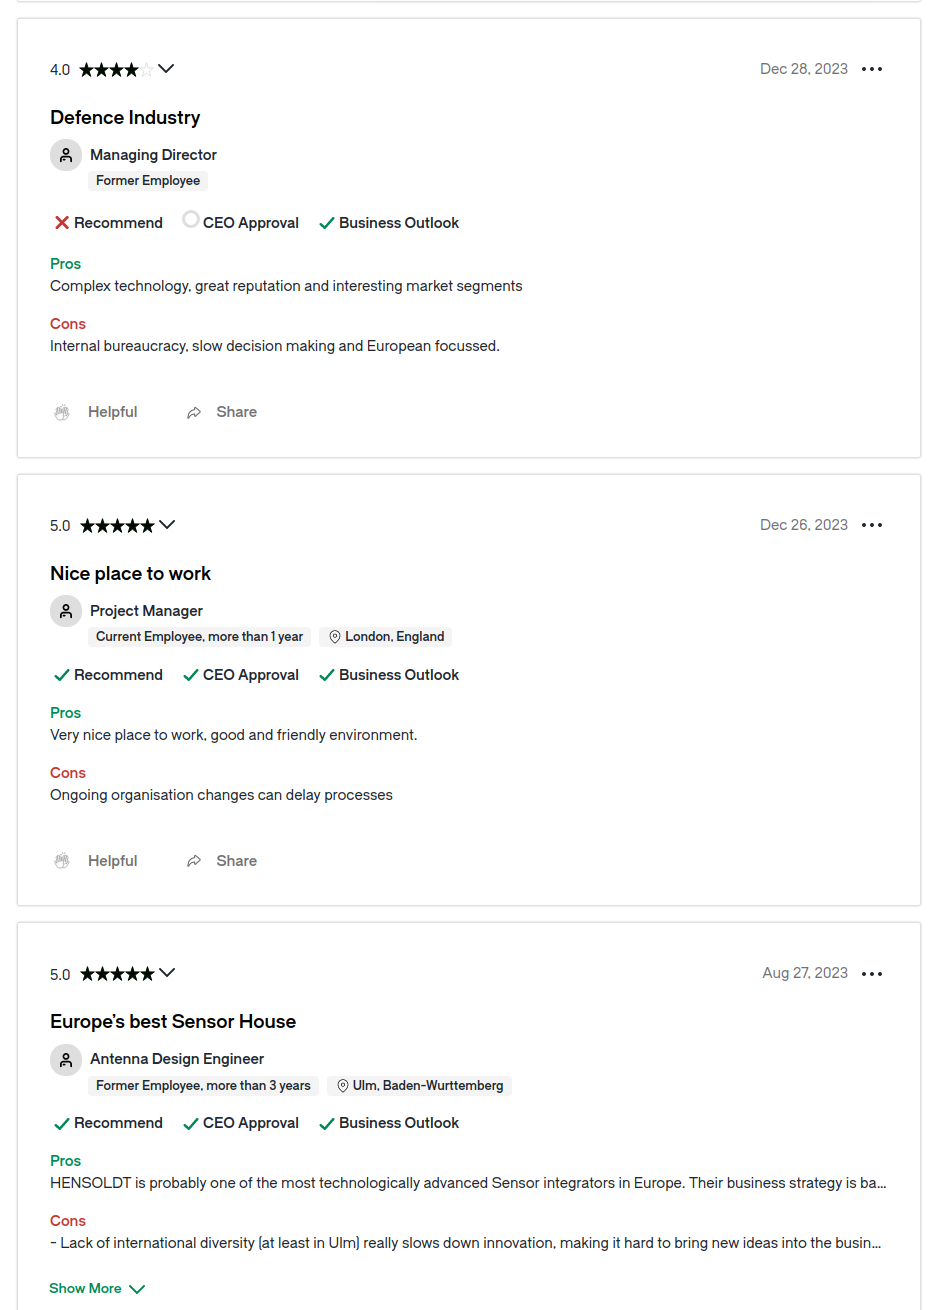 4.0
Dec 28, 2023
Defence Industry
Managing Director
Former Employee
Recommend CEO Approval Business Outlook
Pros
Complex technology, great reputation and interesting market segments
Cons
Internal bureaucracy, slow decision making and European focussed.
Helpful Share
5.0
Dec 26, 2023
Nice place to work
Project Manager
Current Employee, more than 1 year London, England
Recommend CEO Approval Business Outlook
Pros
Very nice place to work, good and friendly environment.
Cons
Ongoing organisation changes can delay processes
Helpful Share
5.0
Aug 27, 2023
Europe's best Sensor House
Antenna Design Engineer
Former Employee, more than 3 years Ulm, Baden-Wurttemberg
Recommend CEO Approval Business Outlook
Pros
HENSOLDT is probably one of the most technologically advanced Sensor integrators in Europe. Their business strategy is ba...
Cons
- Lack of international diversity (at least in Ulm) really slows down innovation, making it hard to bring new ideas into the busin...
Show More